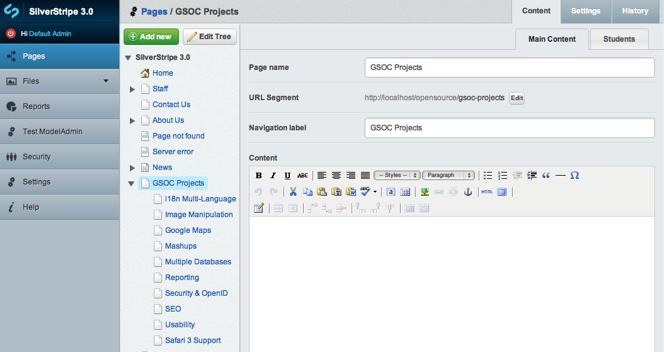 SilverStripe 3.0
Hi Default Admin
Pages
Files
Reports
Test ModelAdmin
Security
Settings
Help
Pages / GSOC Projects
Content
Settings
History
Add new
Edit Tree
SilverStripe 3.0
Home
Staff
Contact Us
About Us
Page not found
Server error
News
GSOC Projects
i18n Multi-Language
Image Manipulation
Google Maps
Mashups
Multiple Databases
Reporting
Security & OpenID
SEO
Usability
Safari 3 Support
Main Content
Students
Page name
GSOC Projects
URL Segment
http://localhost/opensource/gsoc-projects
Edit
Navigation label
GSOC Projects
Content
B I U ABC
-- Styles --
Paragraph
HTML